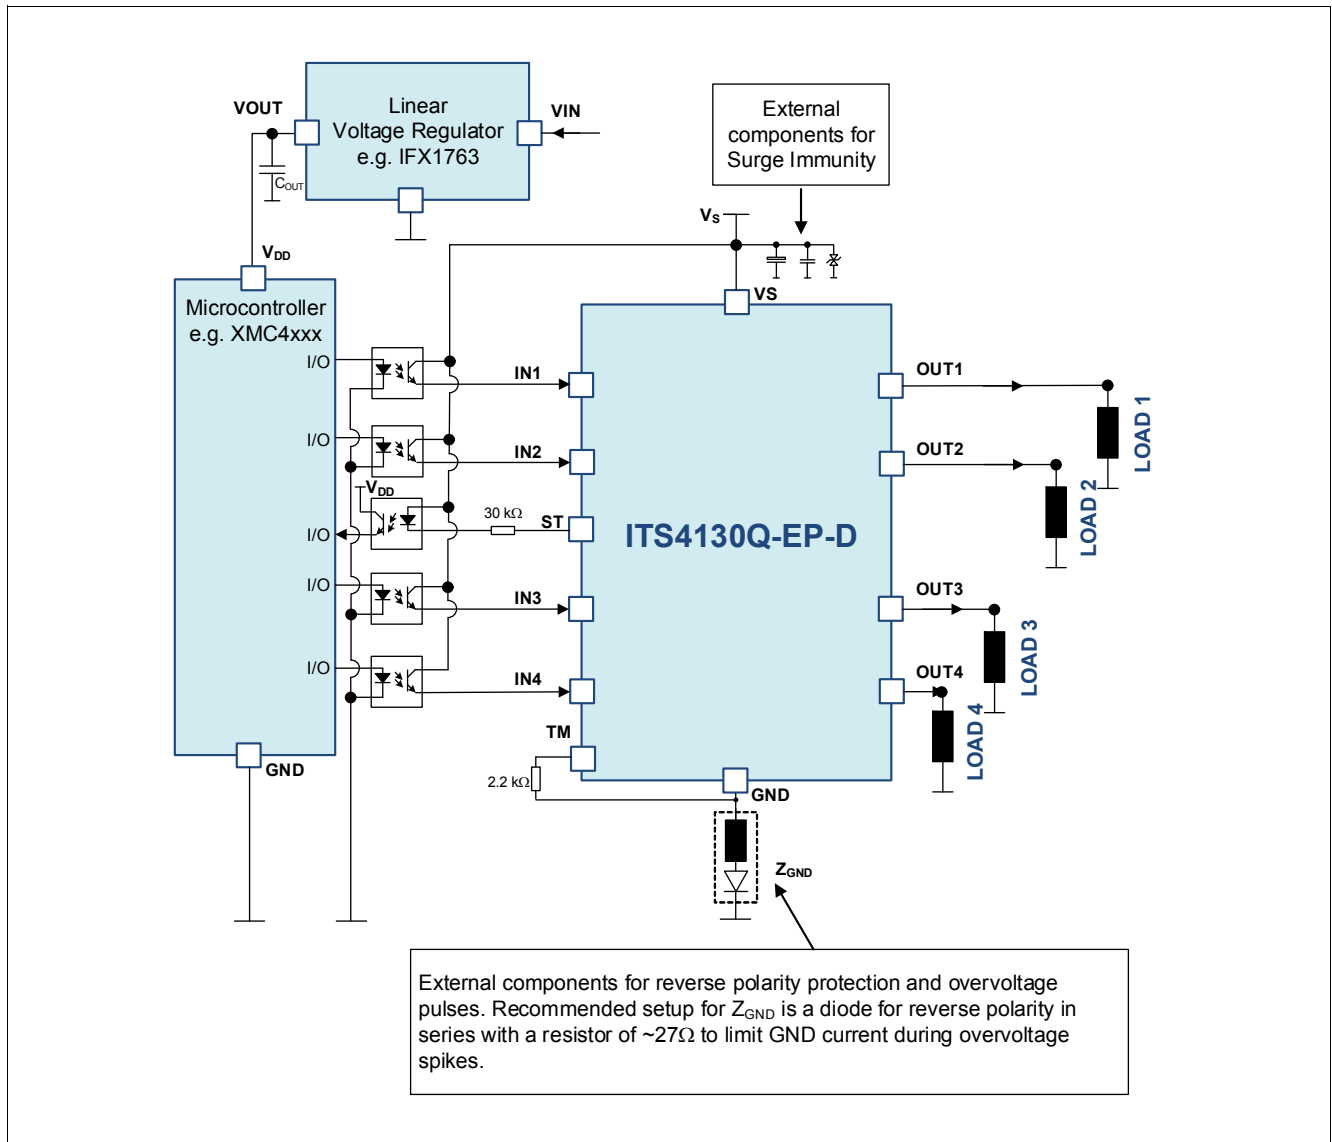 Linear
Voltage Regulator
e.g. IFX1763
VOUT
VIN
COUT
External
components for
Surge Immunity
VS
VDD
VS
Microcontroller
e.g. XMC4xxx
I/O
IN1
OUT1
LOAD 1
I/O
IN2
OUT2
LOAD 2
VDD
30 kΩ
ST
I/O
ITS4130Q-EP-D
I/O
IN3
OUT3
LOAD 3
I/O
IN4
OUT4
LOAD 4
TM
2.2 kΩ
GND
GND
ZGND
External components for reverse polarity protection and overvoltage
pulses. Recommended setup for ZGND is a diode for reverse polarity in
series with a resistor of ~27Ω to limit GND current during overvoltage
spikes.